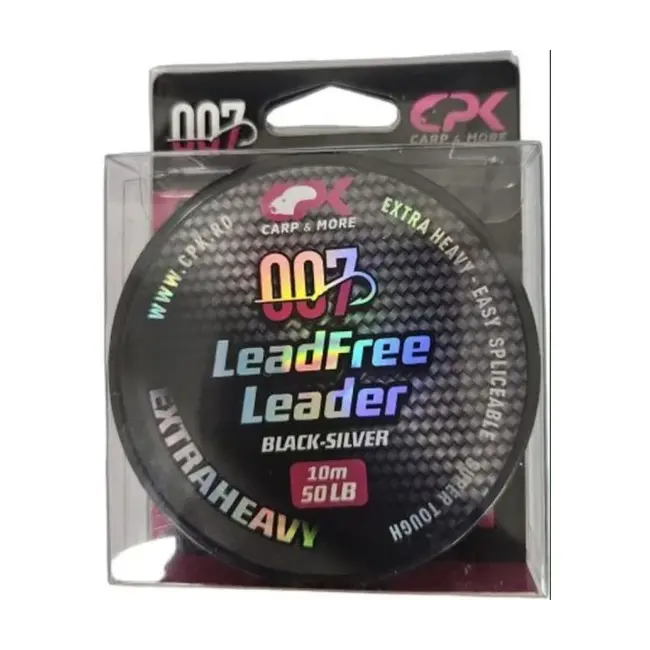 007
CPK
CARP & MORE
CPK
CARP & MORE
WWW.CPK.RO
EXTRA HEAVY - EASY SPLICEABLE - SUPER TOUGH
007
LeadFree
Leader
BLACK-SILVER
10m
50 LB
EXTRAHEAVY